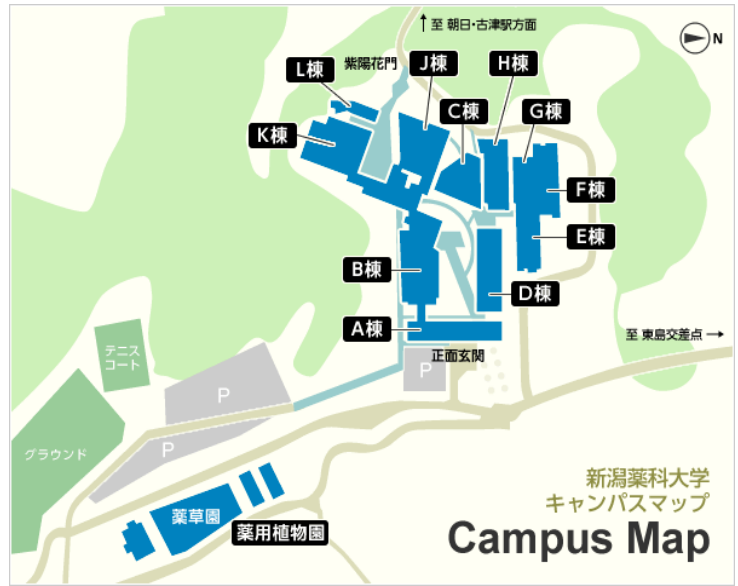 至 朝日・古津駅方面
N
紫陽花門
L棟
J棟
H棟
C棟
G棟
K棟
F棟
E棟
B棟
D棟
A棟
至 東島交差点
正面玄関
テニス
コート
P
P
P
グラウンド
薬草園
薬用植物園
新潟薬科大学
キャンパスマップ
Campus Map